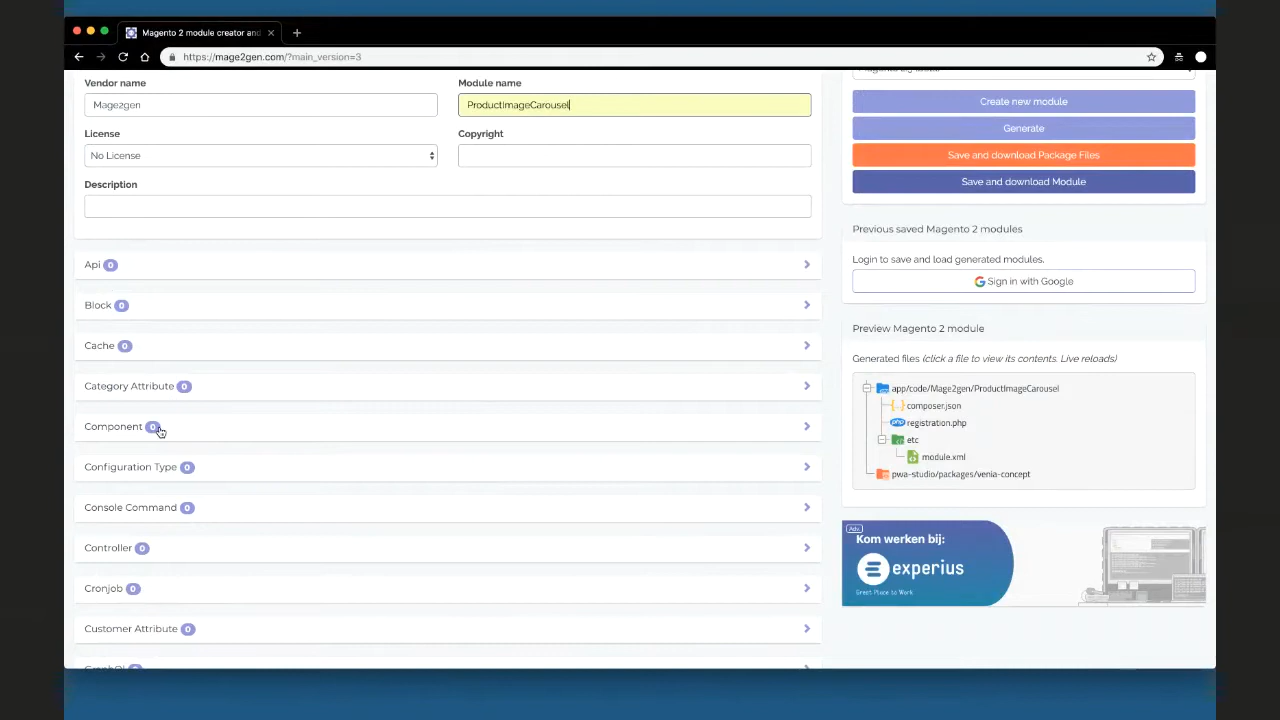 Magento 2 module creator and
https://mage2gen.com/?main_version=3
Vendor name
Mage2gen
Module name
ProductImageCarousel
License
No License
Copyright
Description
Api 0
Block 0
Cache 0
Category Attribute 0
Component 0
Configuration Type 0
Console Command 0
Controller 0
Cronjob 0
Customer Attribute 0
Create new module
Generate
Save and download Package Files
Save and download Module
Previous saved Magento 2 modules
Login to save and load generated modules.
Sign in with Google
Preview Magento 2 module
Generated files (click a file to view its contents. Live reloads)
app/code/Mage2gen/ProductImageCarousel
composer.json
php registration.php
etc
module.xml
pwa-studio/packages/venia-concept
Adv.
Kom werken bij:
experius
Great Place to Work